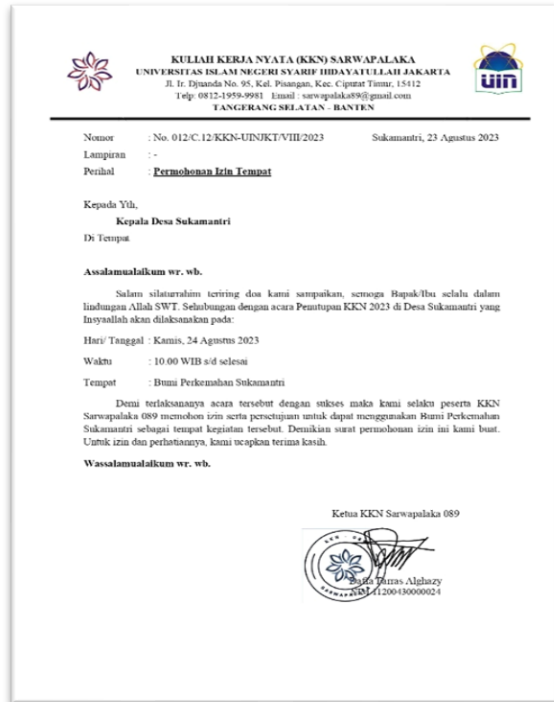 KULIAH KERJA NYATA (KKN) SARWAPALAKA
UNIVERSITAS ISLAM NEGERI SYARIF HIDAYATULLAH JAKARTA
Jl. Ir. Djuanda No. 95, Kel. Pisangan, Kec. Ciputat Timur, 15412
Telp: 0812-1959-9981 Email : sarwapalaka89@gmail.com
TANGERANG SELATAN - BANTEN
UIN
Nomor : No. 012/C.12/KKN-UINJKT/VIII/2023 Sukamantri, 23 Agustus 2023
Lampiran : -
Perihal : Permohonan Izin Tempat
Kepada Yth,
Kepala Desa Sukamantri
Di Tempat
Assalamualaikum wr. wb.
Salam silaturrahim teriring doa kami sampaikan, semoga Bapak/Ibu selalu dalam
lindungan Allah SWT. Sehubungan dengan acara Penutupan KKN 2023 di Desa Sukamantri yang
Insyaallah akan dilaksanakan pada:
Hari/ Tanggal : Kamis, 24 Agustus 2023
Waktu : 10.00 WIB s/d selesai
Tempat : Bumi Perkemahan Sukamantri
Demi terlaksananya acara tersebut dengan sukses maka kami selaku peserta KKN
Sarwapalaka 089 memohon izin serta persetujuan untuk dapat menggunakan Bumi Perkemahan
Sukamantri sebagai tempat kegiatan tersebut. Demikian surat permohonan izin ini kami buat.
Untuk izin dan perhatiannya, kami ucapkan terima kasih.
Wassalamualaikum wr. wb.
Ketua KKN Sarwapalaka 089
Daffa Tarras Alghazy
NIM 11200430000024